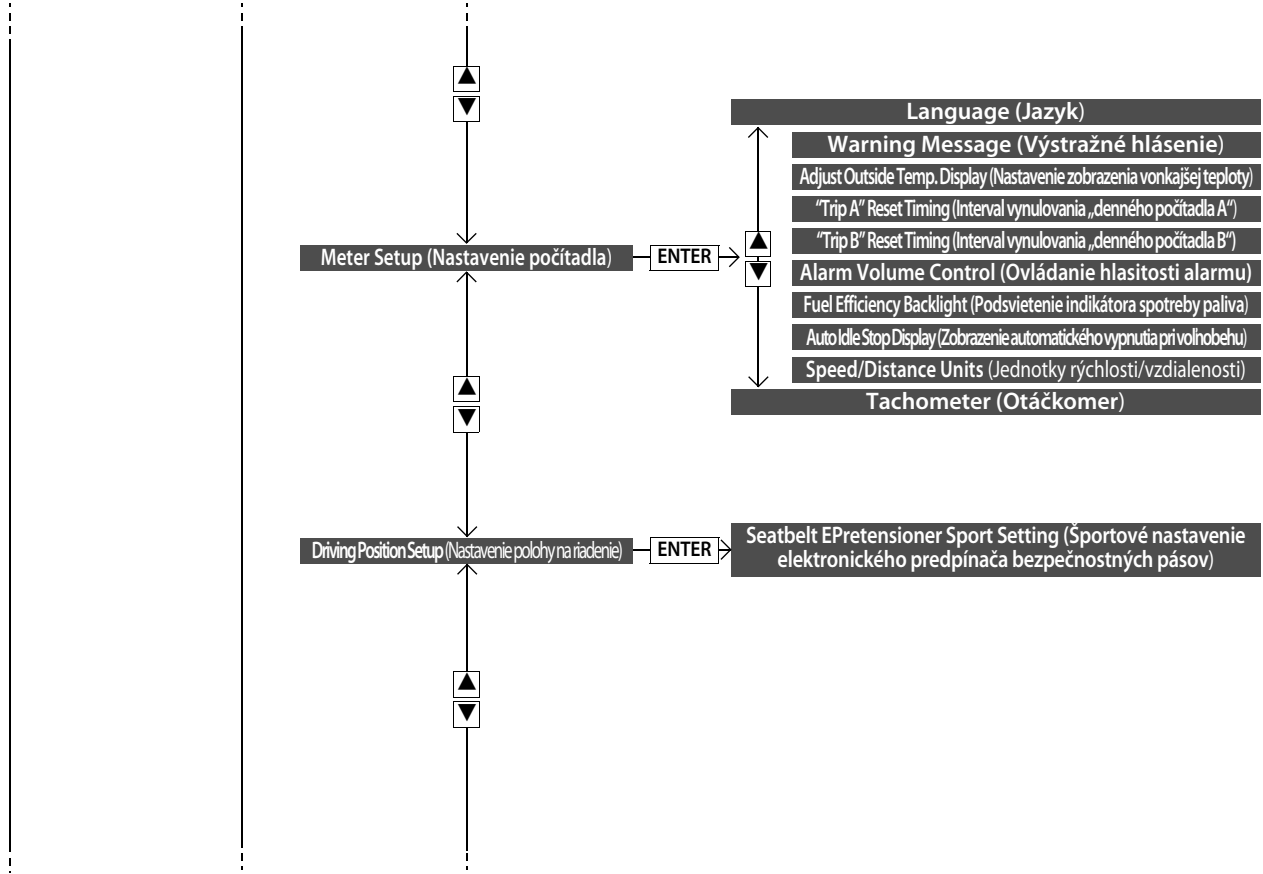 ▲
▼
Language (Jazyk)
Warning Message (Výstražné hlásenie)
Adjust Outside Temp. Display (Nastavenie zobrazenia vonkajšej teploty)
“Trip A” Reset Timing (Interval vynulovania „denného počítadla A“)
“Trip B” Reset Timing (Interval vynulovania „denného počítadla B“)
Meter Setup (Nastavenie počítadla) ENTER ▲
▼
Alarm Volume Control (Ovládanie hlasitosti alarmu)
Fuel Efficiency Backlight (Podsvietenie indikátora spotreby paliva)
Auto Idle Stop Display (Zobrazenie automatického vypnutia pri voľnobehu)
Speed/Distance Units (Jednotky rýchlosti/vzdialenosti)
Tachometer (Otáčkomer)
▲
▼
Driving Position Setup (Nastavenie polohy na riadenie) ENTER
Seatbelt EPretensioner Sport Setting (Športové nastavenie
elektronického predpínača bezpečnostných pásov)
▲
▼